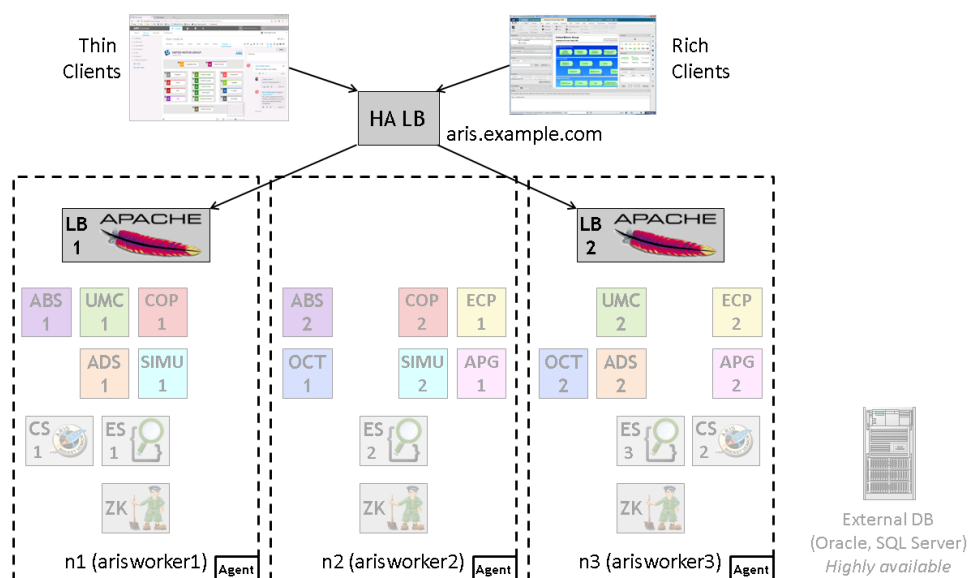 Thin
Clients
Rich
Clients
HA LB
aris.example.com
LB
1
APACHE
LB
2
APACHE
ABS
1
UMC
1
COP
1
ABS
2
COP
2
ECP
1
UMC
2
ECP
2
ADS
1
SIMU
1
OCT
1
SIMU
2
APG
1
OCT
2
ADS
2
APG
2
CS
1
ES
1
ES
2
ES
3
CS
2
ZK
ZK
ZK
External DB
(Oracle, SQL Server)
Highly available
n1 (arisworker1)
Agent
n2 (arisworker2)
Agent
n3 (arisworker3)
Agent